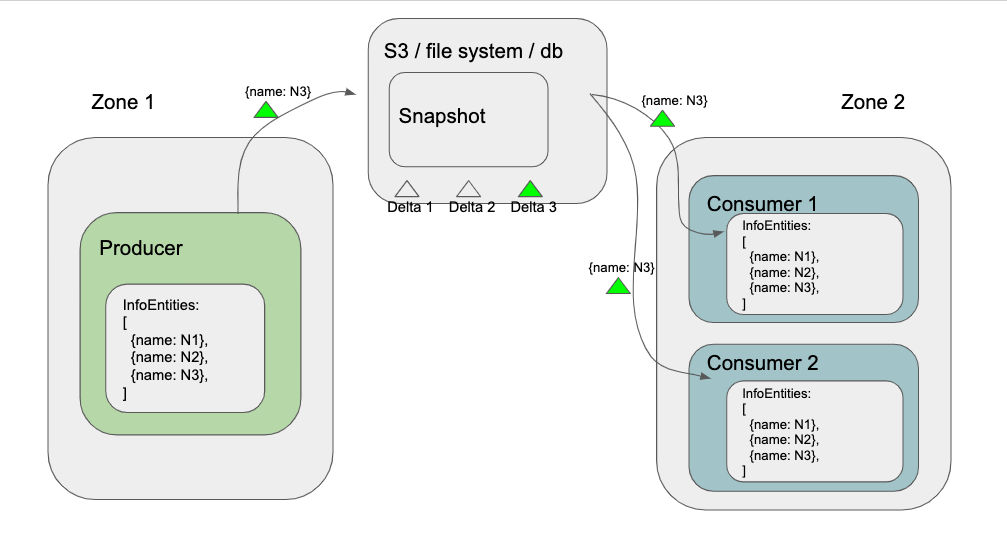 Zone 1
{name: N3}
S3 / file system / db
Snapshot
Delta 1
Delta 2
Delta 3
{name: N3}
{name: N3}
Zone 2
Producer
InfoEntities:
[
{name: N1},
{name: N2},
{name: N3},
]
Consumer 1
InfoEntities:
[
{name: N1},
{name: N2},
{name: N3},
]
Consumer 2
InfoEntities:
[
{name: N1},
{name: N2},
{name: N3},
]